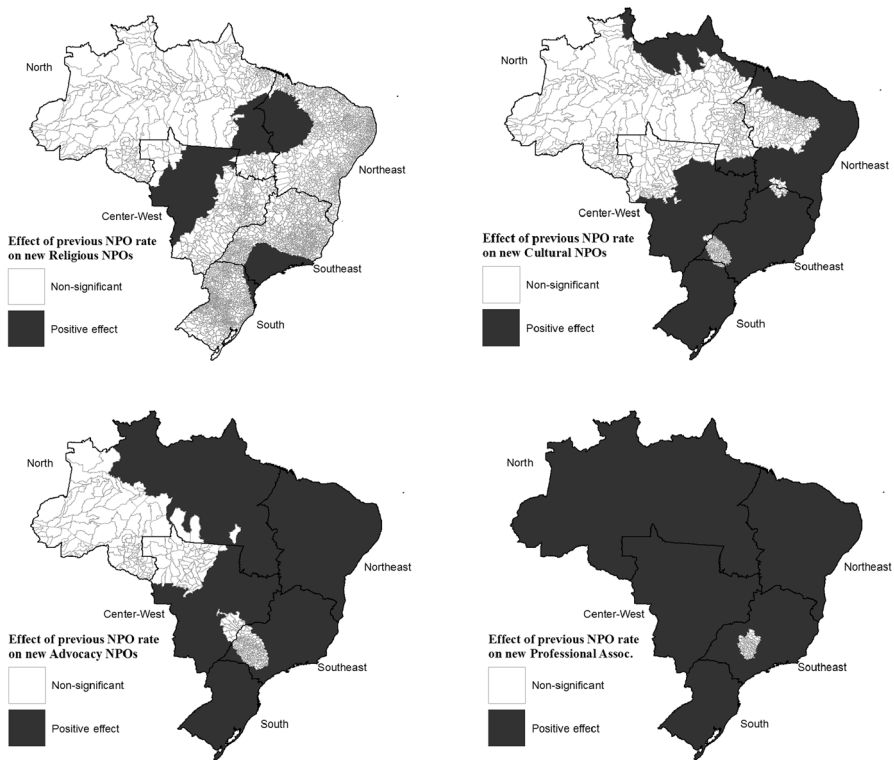 North
Northeast
Center-West
Effect of previous NPO rate
on new Religious NPOs
Southeast
Non-significant
South
Positive effect
North
Northeast
Center-West
Effect of previous NPO rate
on new Cultural NPOs
Southeast
Non-significant
South
Positive effect
North
Northeast
Center-West
Effect of previous NPO rate
on new Advocacy NPOs
Southeast
Non-significant
South
Positive effect
North
Northeast
Center-West
Effect of previous NPO rate
on new Professional Assoc.
Southeast
Non-significant
South
Positive effect